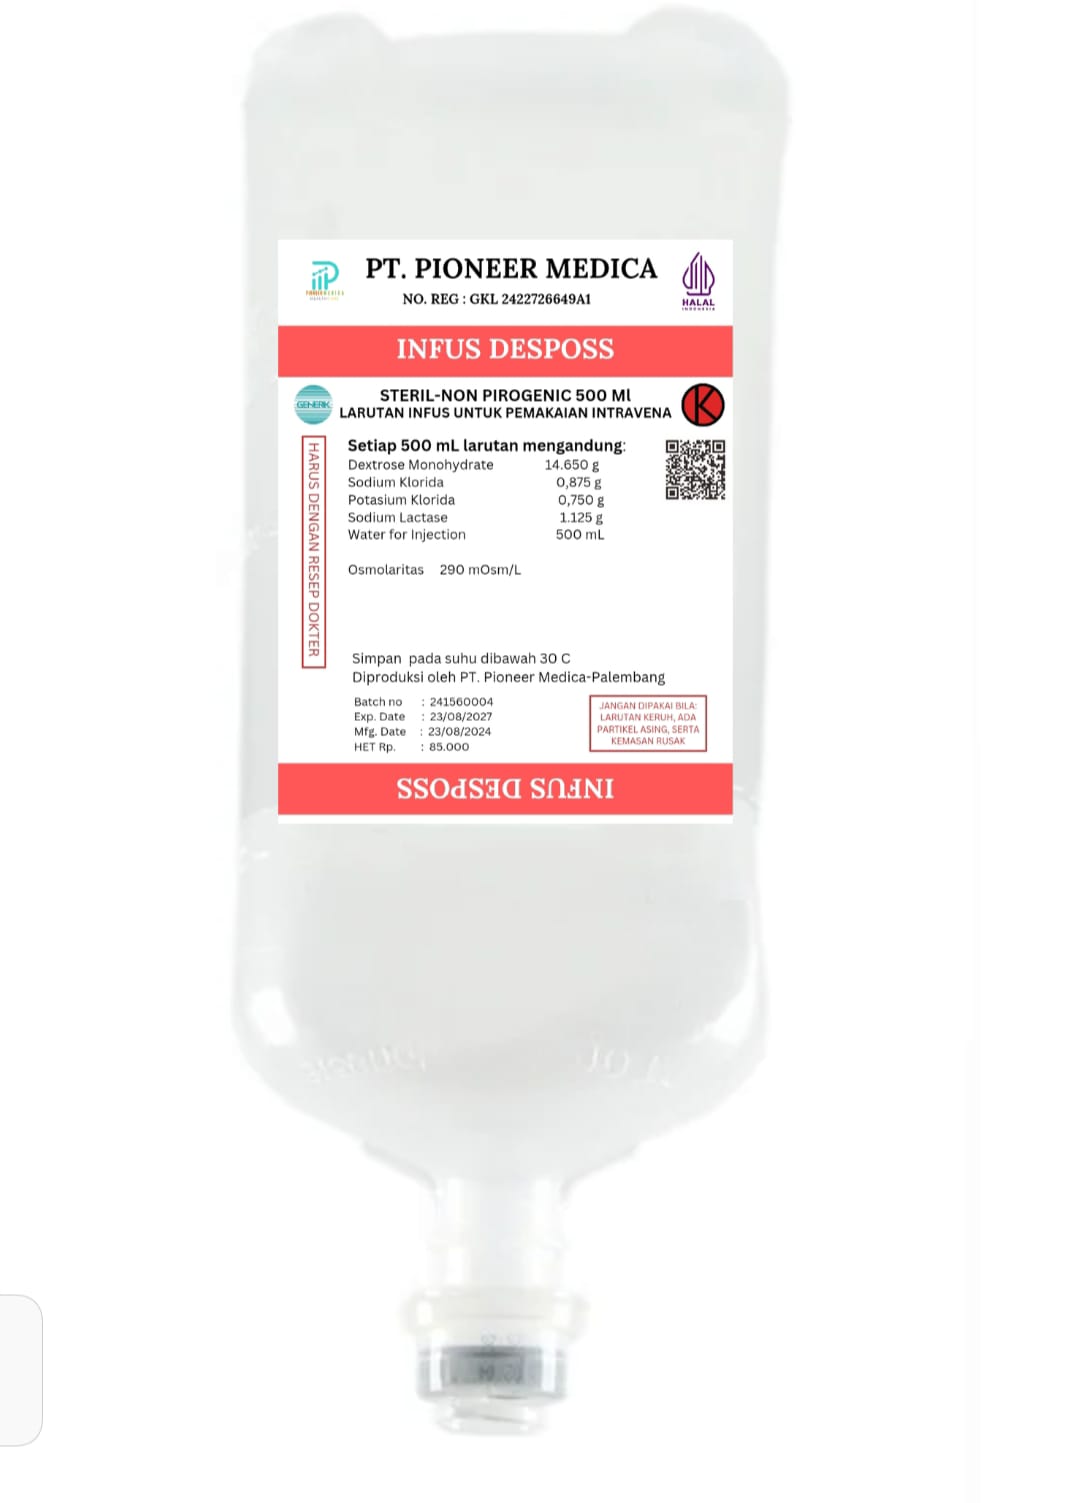 PT. PIONEER MEDICA
NO. REG : GKL 2422726649A1
HALAL
INDONESIA
INFUS DESPOSS
GENERIK
STERIL-NON PIROGENIC 500 Ml
LARUTAN INFUS UNTUK PEMAKAIAN INTRAVENA
K
HARUS DENGAN RESEP DOKTER
Setiap 500 mL larutan mengandung:
Dextrose Monohydrate 14.650 g
Sodium Klorida 0,875 g
Potasium Klorida 0,750 g
Sodium Lactase 1.125 g
Water for Injection 500 mL
Osmolaritas 290 mOsm/L
Simpan pada suhu dibawah 30 C
Diproduksi oleh PT. Pioneer Medica-Palembang
Batch no : 241560004
Exp. Date : 23/08/2027
Mfg. Date : 23/08/2024
HET Rp. : 85.000
JANGAN DIPAKAI BILA:
LARUTAN KERUH, ADA
PARTIKEL ASING, SERTA
KEMASAN RUSAK
INFUS DESPOSS